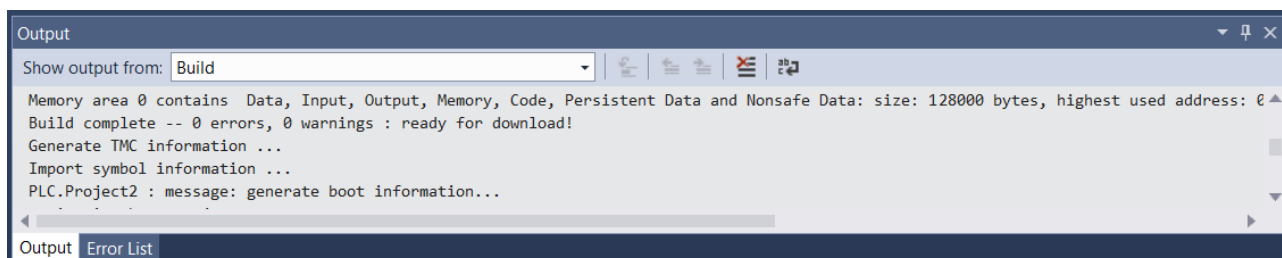 Output
Show output from: Build
Memory area 0 contains  Data, Input, Output, Memory, Code, Persistent Data and Nonsafe Data: size: 128000 bytes, highest used address:
Build complete -- 0 errors, 0 warnings : ready for download!
Generate TMC information ...
Import symbol information ...
PLC.Project2 : message: generate boot information...
Output Error List